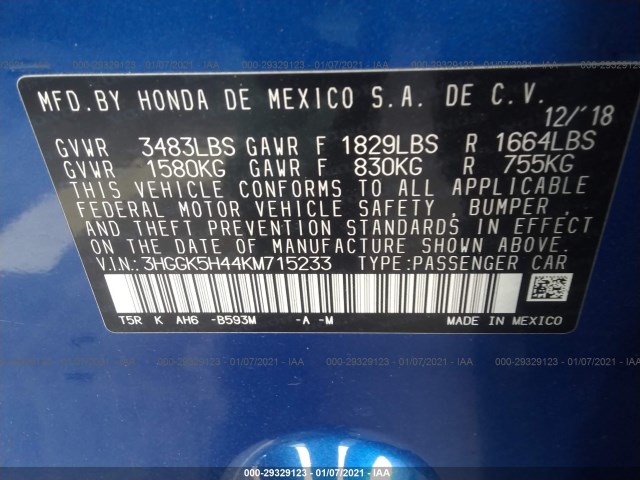 000-29329123 - 01/07/2021 - IAA
MFD.BY HONDA DE MEXICO S.A. DE C.V.
12/'18
GVWR 3483LBS GAWR F 1829LBS R 1664LBS
GVWR 1580KG GAWR F 830KG R 755KG
THIS VEHICLE CONFORMS TO ALL APPLICABLE
FEDERAL MOTOR VEHICLE SAFETY , BUMPER ,
AND THEFT PREVENTION STANDARDS IN EFFECT
ON THE DATE OF MANUFACTURE SHOWN ABOVE.
V.I.N.: 3HGGK5H44KM715233 TYPE:PASSENGER CAR
T5R K AH6 -B593M -A -M MADE IN MEXICO
000-29329123 - 01/07/2021 - IAA
000-29329123 - 01/07/2021 - IAA